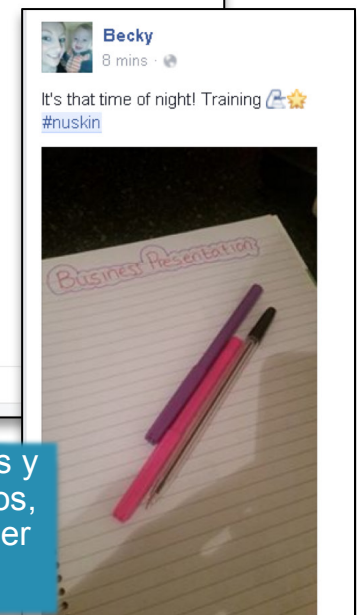 Becky
8 mins ·
It's that time of night! Training
#nuskin
Business Presentation
s y
os,
er